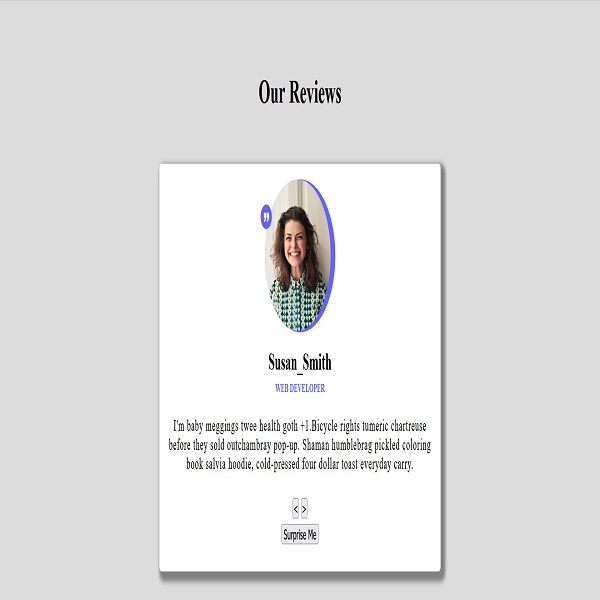 Our Reviews
Susan_Smith
WEB DEVELOPER
I'm baby meggings twee health goth +1.Bicycle rights tumeric chartreuse
before they sold outchambray pop-up. Shaman humblebrag pickled coloring
book salvia hoodie, cold-pressed four dollar toast everyday carry.
< >
Surprise Me